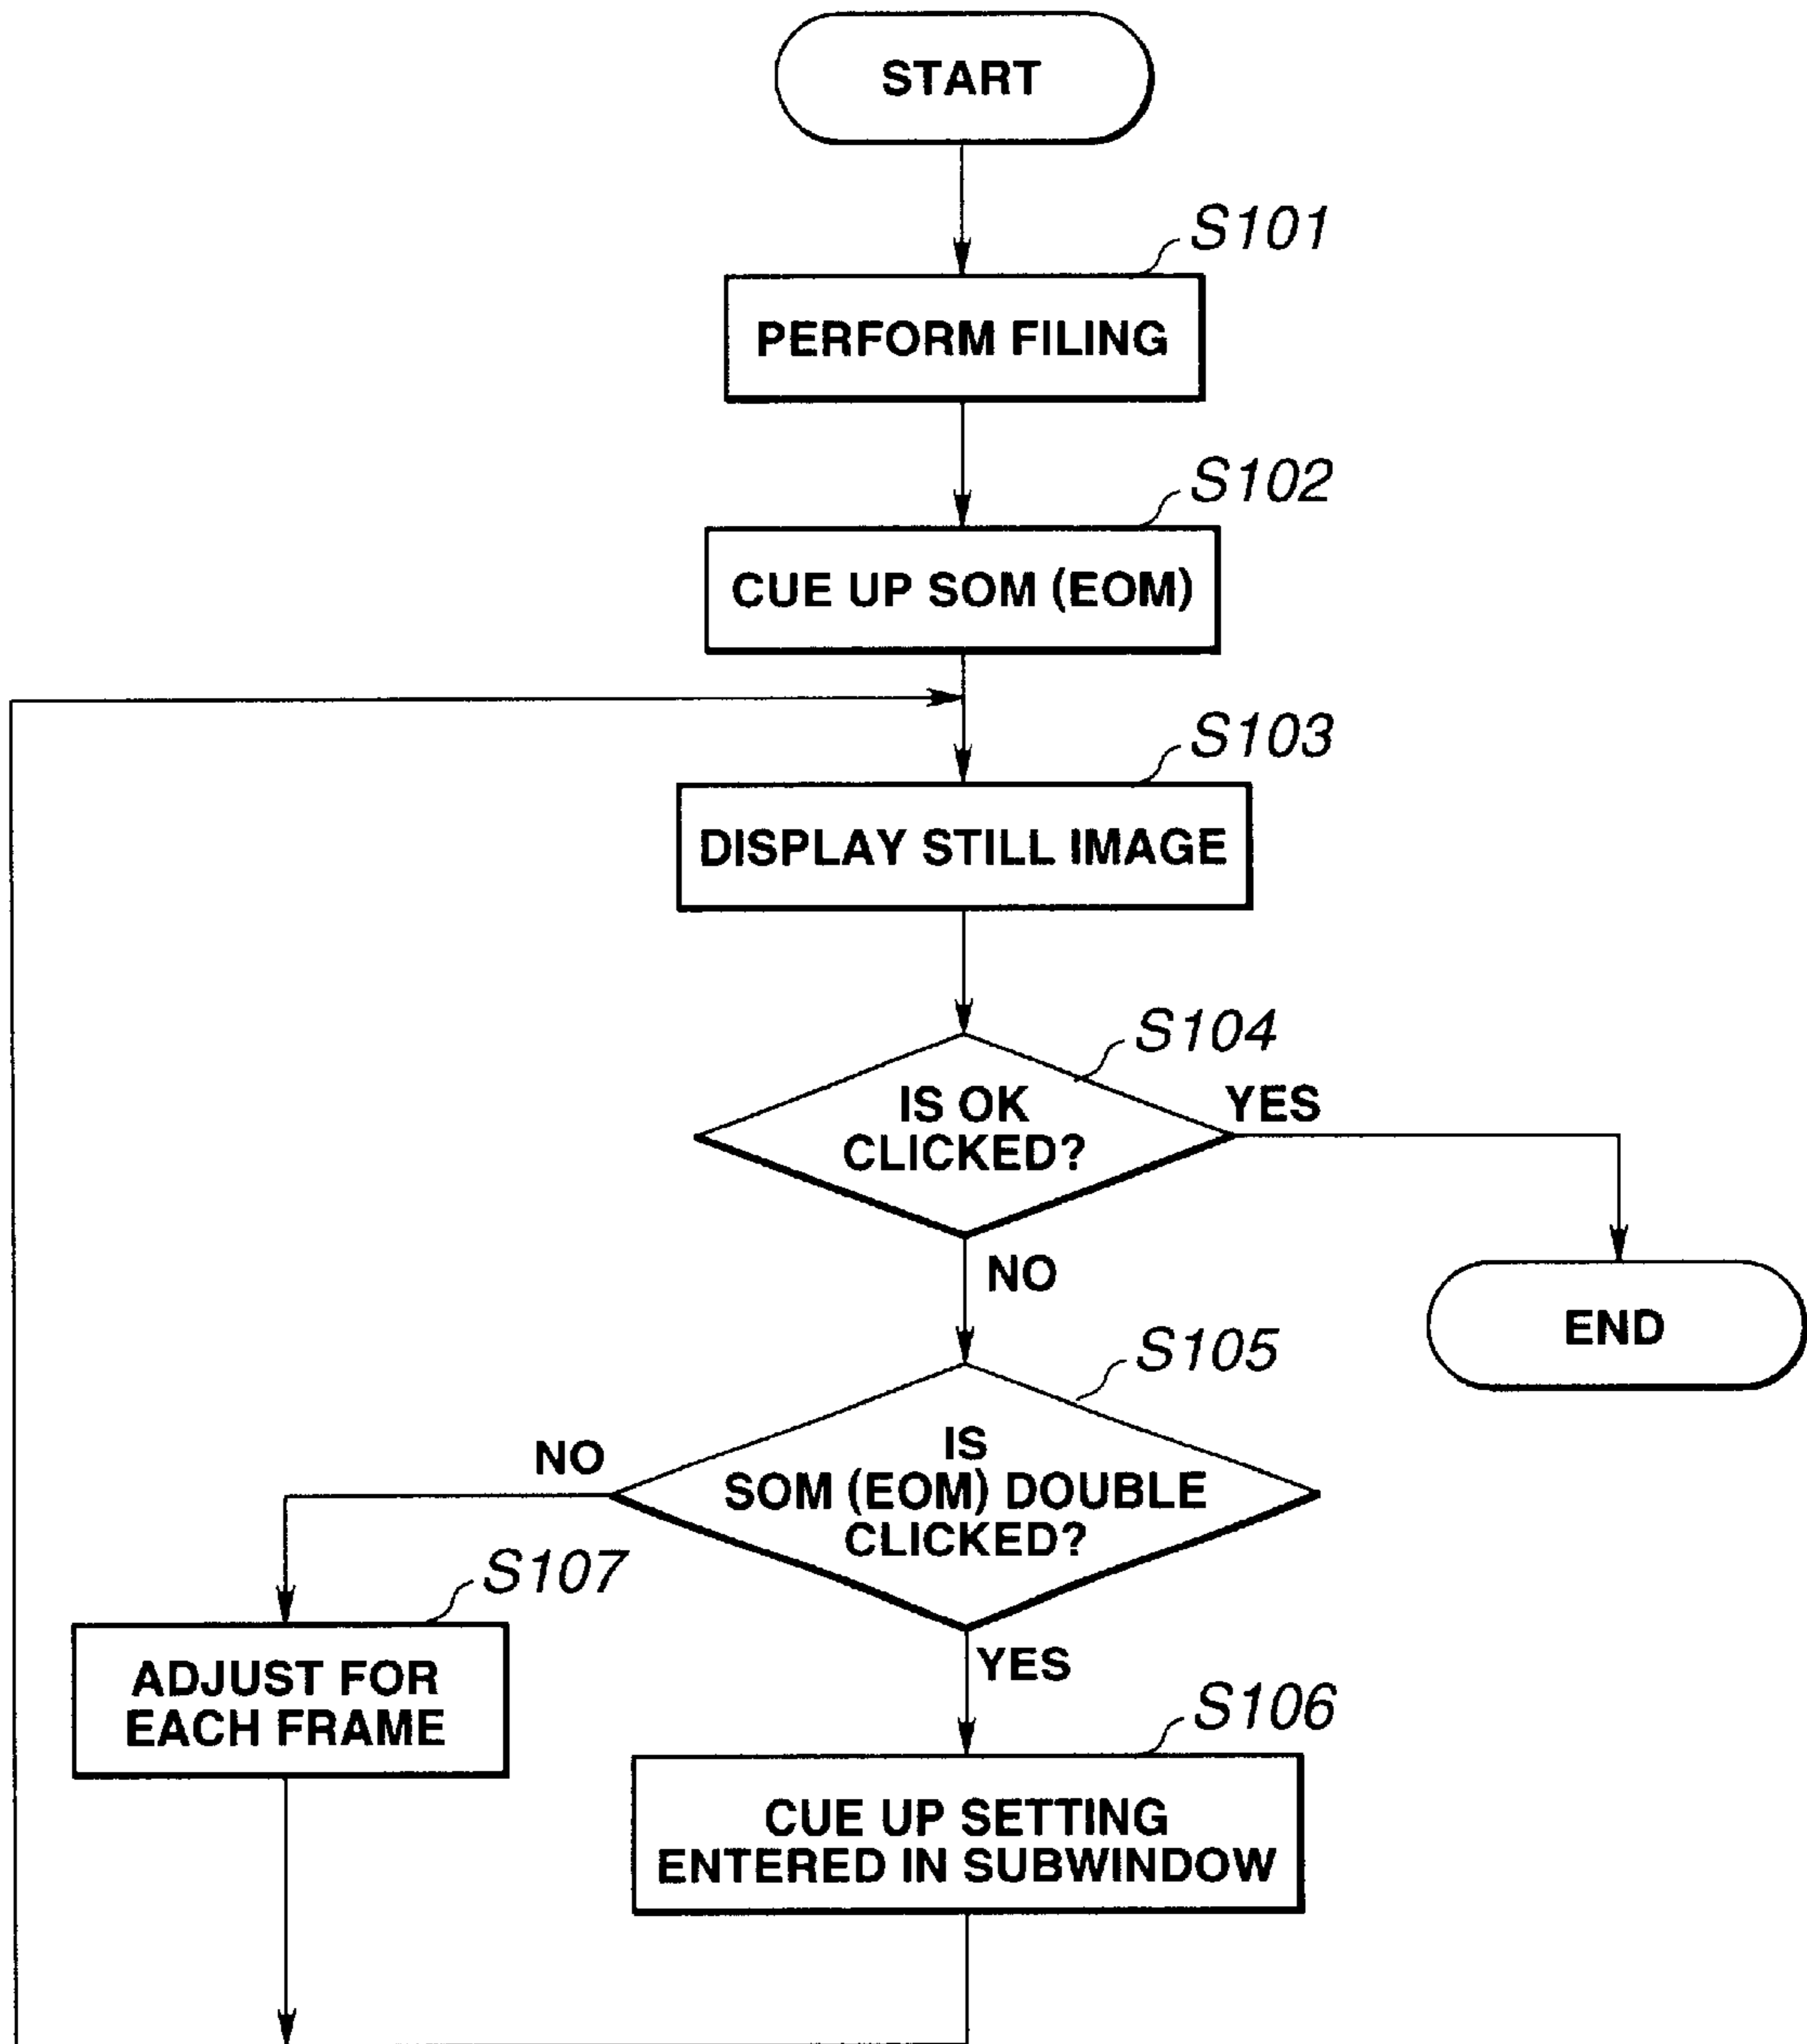 START
S101
PERFORM FILING
S102
CUE UP SOM (EOM)
S103
DISPLAY STILL IMAGE
S104
IS OK
CLICKED?
YES
NO
END
S105
IS
SOM (EOM) DOUBLE
CLICKED?
NO
S107
ADJUST FOR
EACH FRAME
YES
S106
CUE UP SETTING
ENTERED IN SUBWINDOW